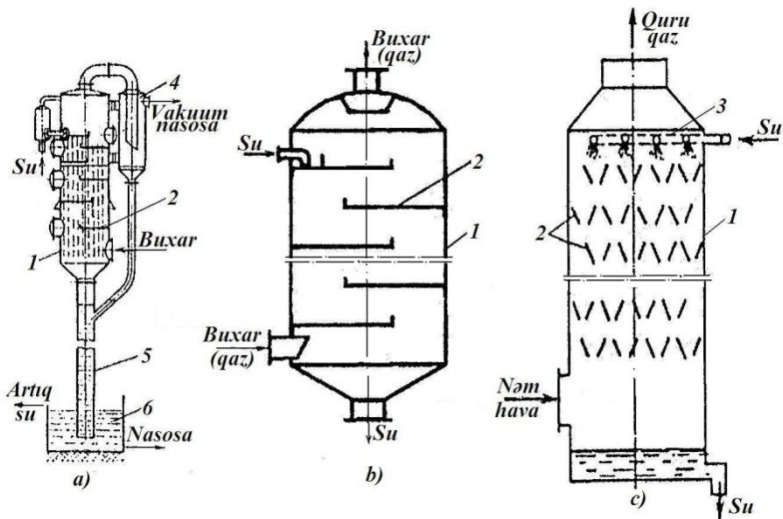 4
Vakuum
nasosa
Su
2
1
Buxar
5
Artıq
su
6
Nasosa
a)
Buxar
(qaz)
Su
2
1
Buxar
(qaz)
Su
b)
Quru
qaz
3
Su
2
1
Nəm
hava
c)
Su